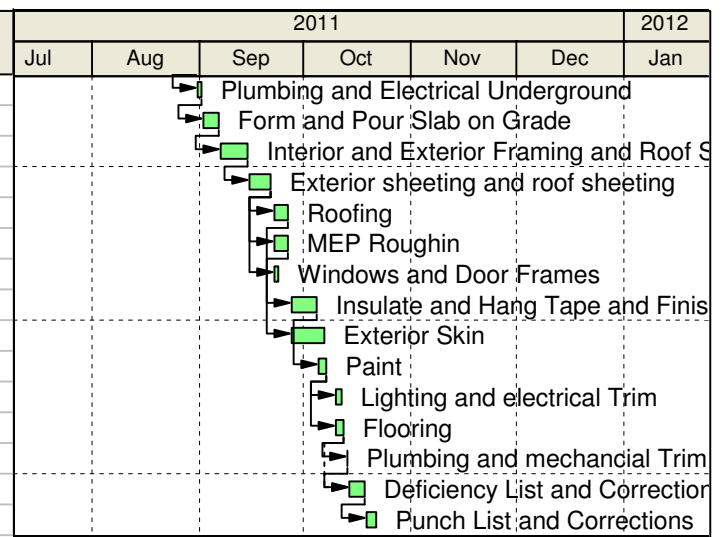 2011 2012
Jul Aug Sep Oct Nov Dec Jan
Plumbing and Electrical Underground
Form and Pour Slab on Grade
Interior and Exterior Framing and Roof S
Exterior sheeting and roof sheeting
Roofing
MEP Roughin
Windows and Door Frames
Insulate and Hang Tape and Finis
Exterior Skin
Paint
Lighting and electrical Trim
Flooring
Plumbing and mechancial Trim
Deficiency List and Correction
Punch List and Corrections